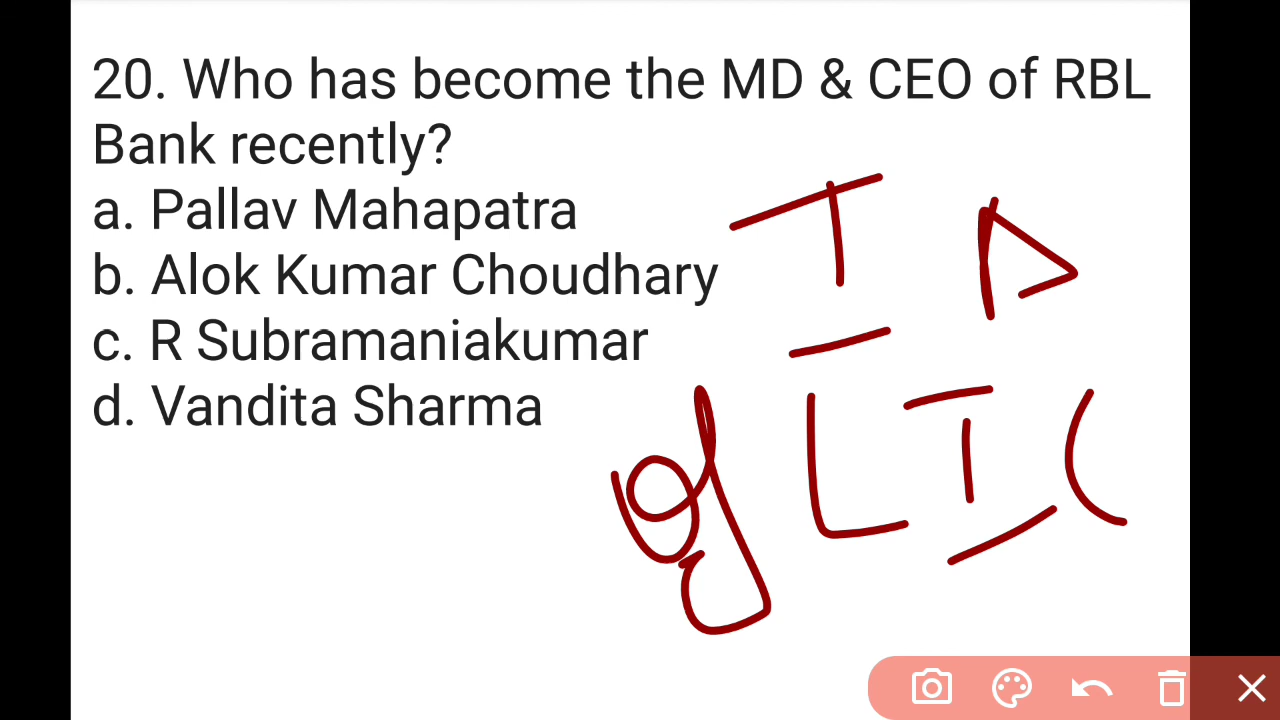 20. Who has become the MD & CEO of RBL
Bank recently?
a. Pallav Mahapatra
b. Alok Kumar Choudhary
c. R Subramaniakumar
d. Vandita Sharma
of LIC